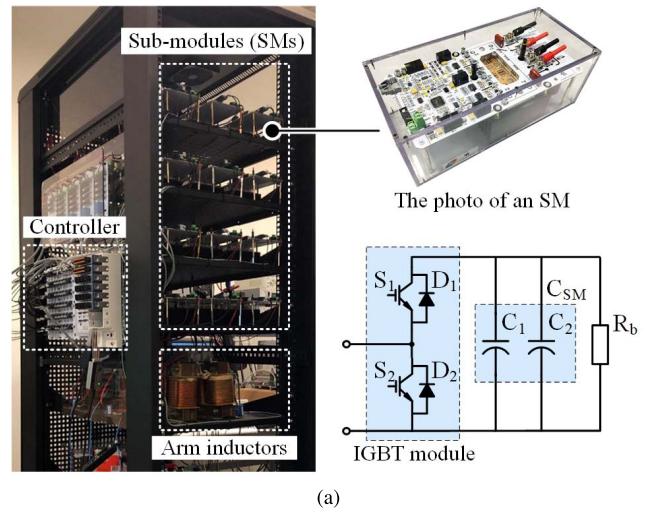 Sub-modules (SMs)
The photo of an SM
Controller
S1
D1
CSM
C1
C2
Rb
S2
D2
Arm inductors
IGBT module
(a)